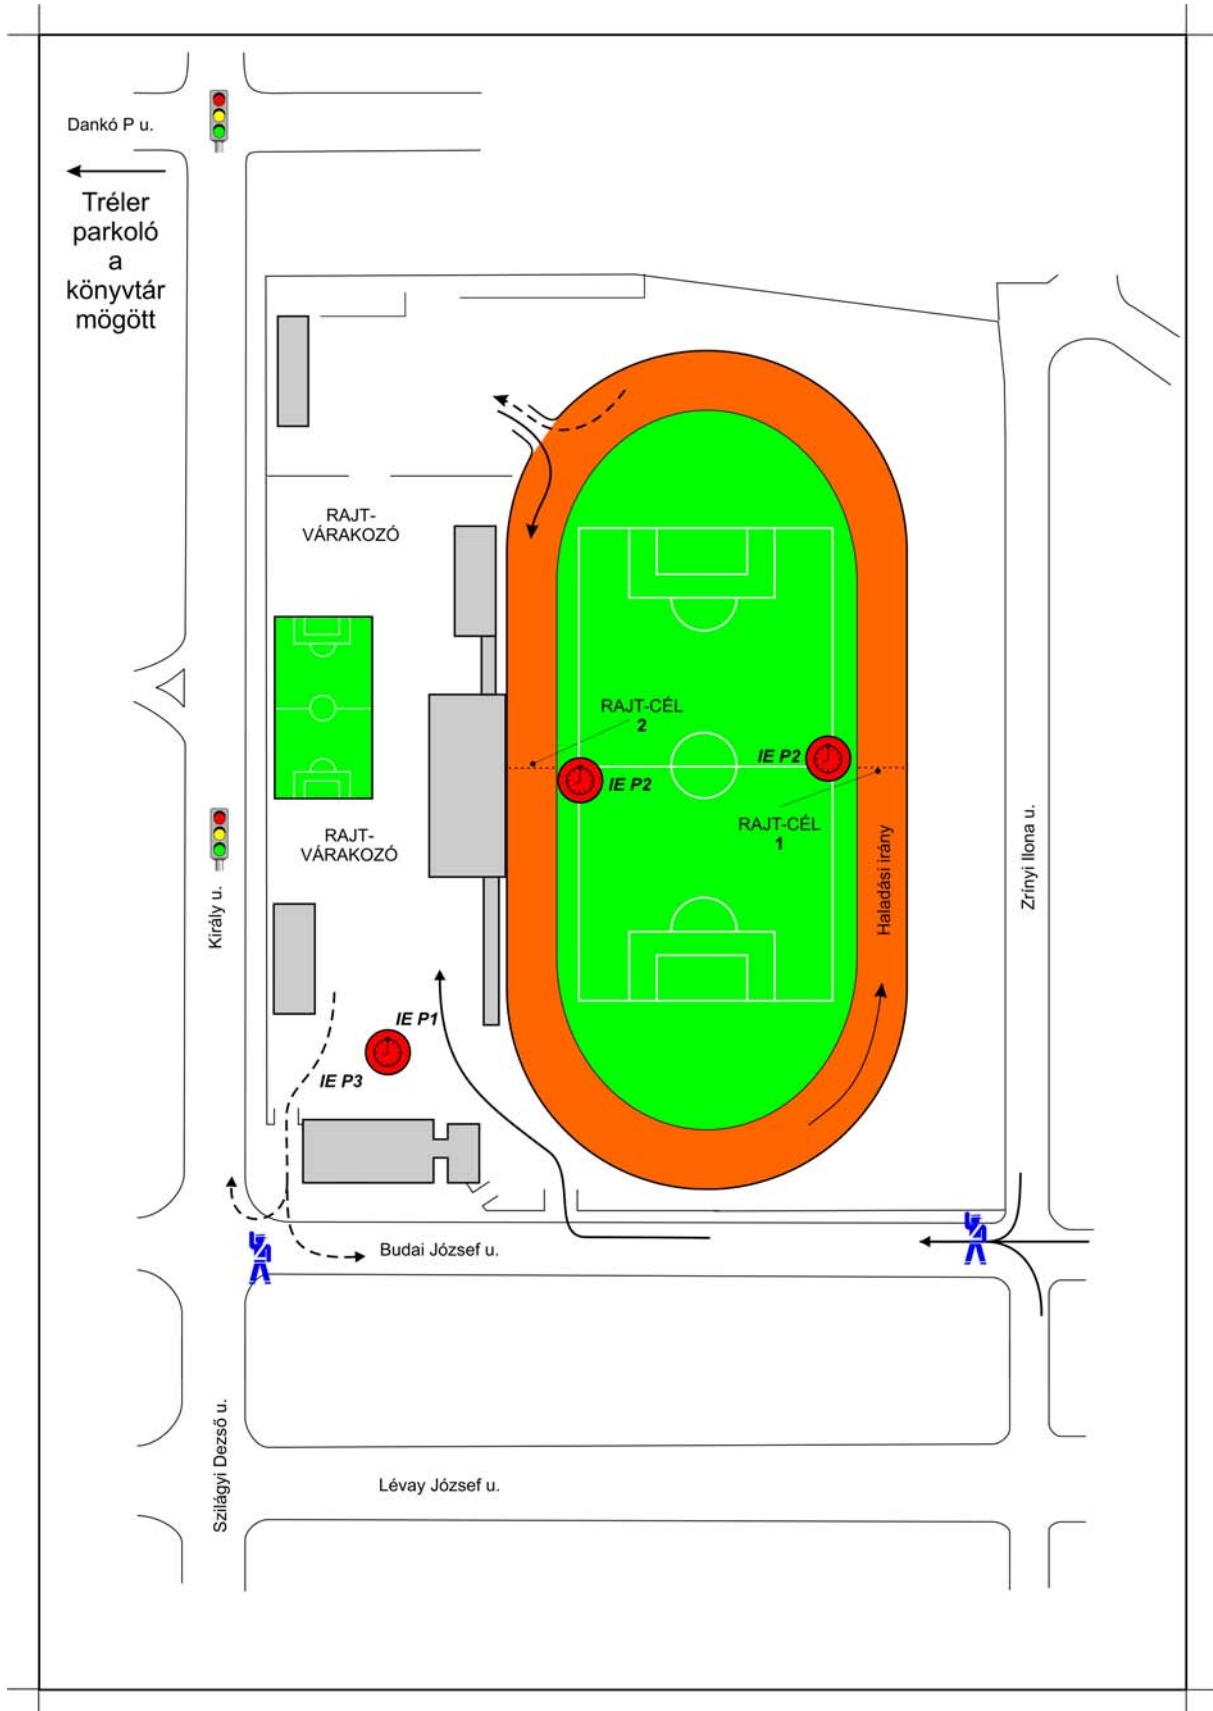 Dankó P u.
Tréler
parkoló
a
könyvtár
mögött
RAJT-
VÁRAKOZÓ
RAJT-CÉL
2
IE P2
IE P2
RAJT-CÉL
1
RAJT-
VÁRAKOZÓ
Haladási irány
Zrínyi Ilona u.
Király u.
IE P1
IE P3
Budai József u.
Szilágyi Dezső u.
Lévay József u.